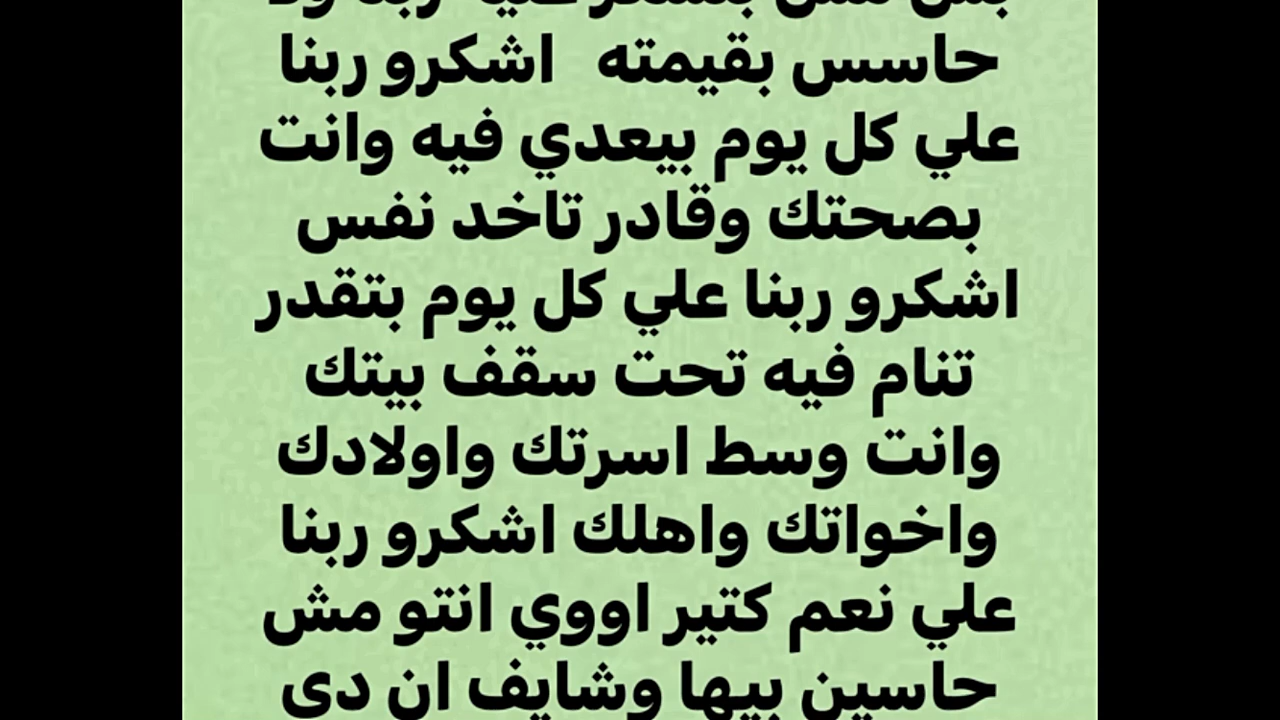 حاسس بقيمته اشكرو ربنا
علي كل يوم بيعدي فيه وانت
بصحتك وقادر تاخد نفس
اشكرو ربنا علي كل يوم بتقدر
تنام فيه تحت سقف بيتك
وانت وسط اسرتك واولادك
واخواتك واهلك اشكرو ربنا
علي نعم كتير اووي انتو مش
حاسين بيها وشايف ان دي